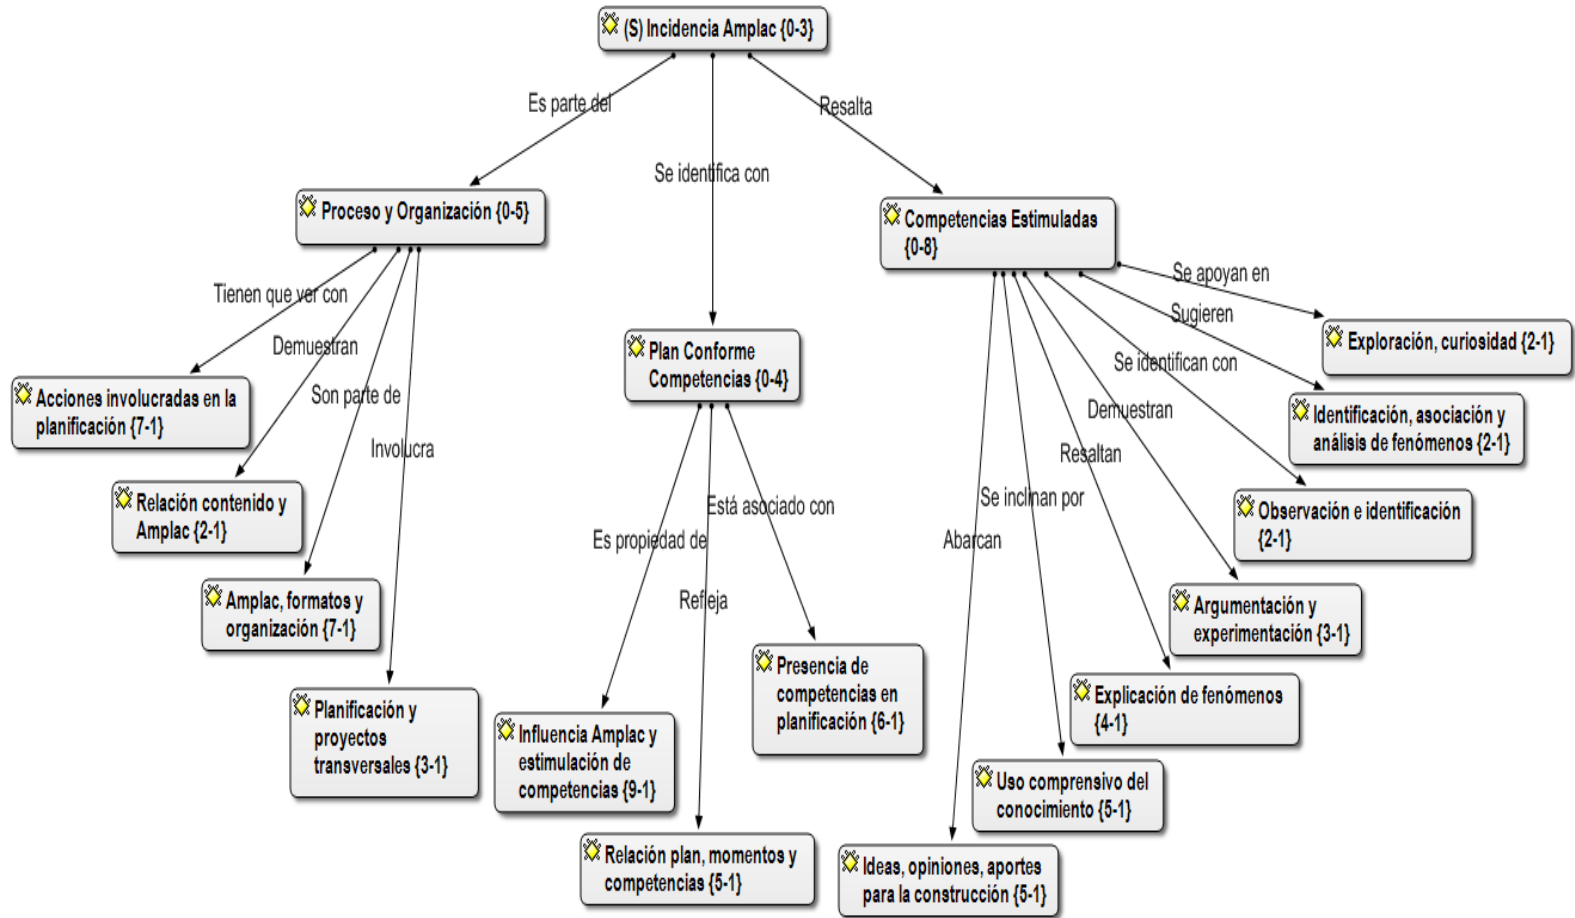 (S) Incidencia Amplac {0-3}
Es parte del
Resalta
Se identifica con
Proceso y Organización {0-5}
Competencias Estimuladas
{0-8}
Tienen que ver con
Demuestran
Son parte de
Involucra
Acciones involucradas en la
planificación {7-1}
Relación contenido y
Amplac {2-1}
Amplac, formatos y
organización {7-1}
Planificación y
proyectos
transversales {3-1}
Plan Conforme
Competencias {0-4}
Es propiedad de
Refleja
Está asociado con
Influencia Amplac y
estimulación de
competencias {9-1}
Relación plan, momentos y
competencias {5-1}
Presencia de
competencias en
planificación {6-1}
Se apoyan en
Sugieren
Se identifican con
Demuestran
Resaltan
Se inclinan por
Abarcan
Exploración, curiosidad {2-1}
Identificación, asociación y
análisis de fenómenos {2-1}
Observación e identificación
{2-1}
Argumentación y
experimentación {3-1}
Explicación de fenómenos
{4-1}
Uso comprensivo del
conocimiento {5-1}
Ideas, opiniones, aportes
para la construcción {5-1}